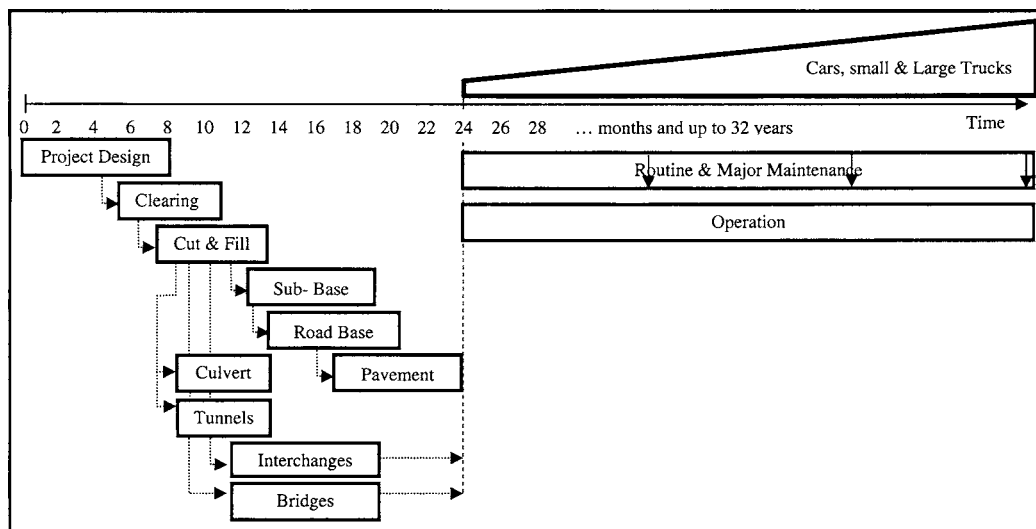 Cars, small & Large Trucks
0 2 4 6 8 10 12 14 16 18 20 22 24 26 28 ... months and up to 32 years Time
Project Design
Routine & Major Maintenance
Clearing
Operation
Cut & Fill
Sub- Base
Road Base
Culvert
Pavement
Tunnels
Interchanges
Bridges